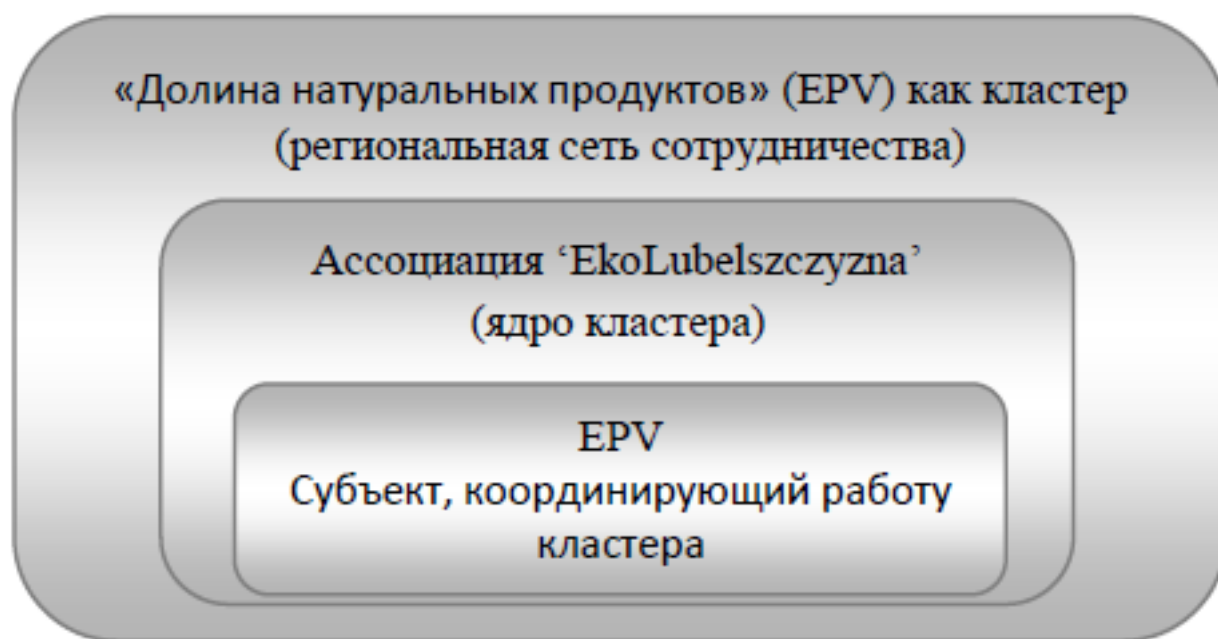 «Долина натуральных продуктов» (EPV) как кластер
(региональная сеть сотрудничества)
Ассоциация ‘EkoLubelszczyzna’
(ядро кластера)
EPV
Субъект, координирующий работу
кластера